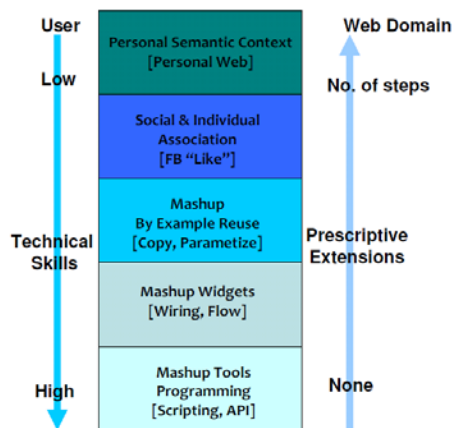 User
Low
Technical
Skills
High
Personal Semantic Context
[Personal Web]
Social & Individual
Association
[FB “Like”]
Mashup
By Example Reuse
[Copy, Parametize]
Mashup Widgets
[Wiring, Flow]
Mashup Tools
Programming
[Scripting, API]
Web Domain
No. of steps
Prescriptive
Extensions
None